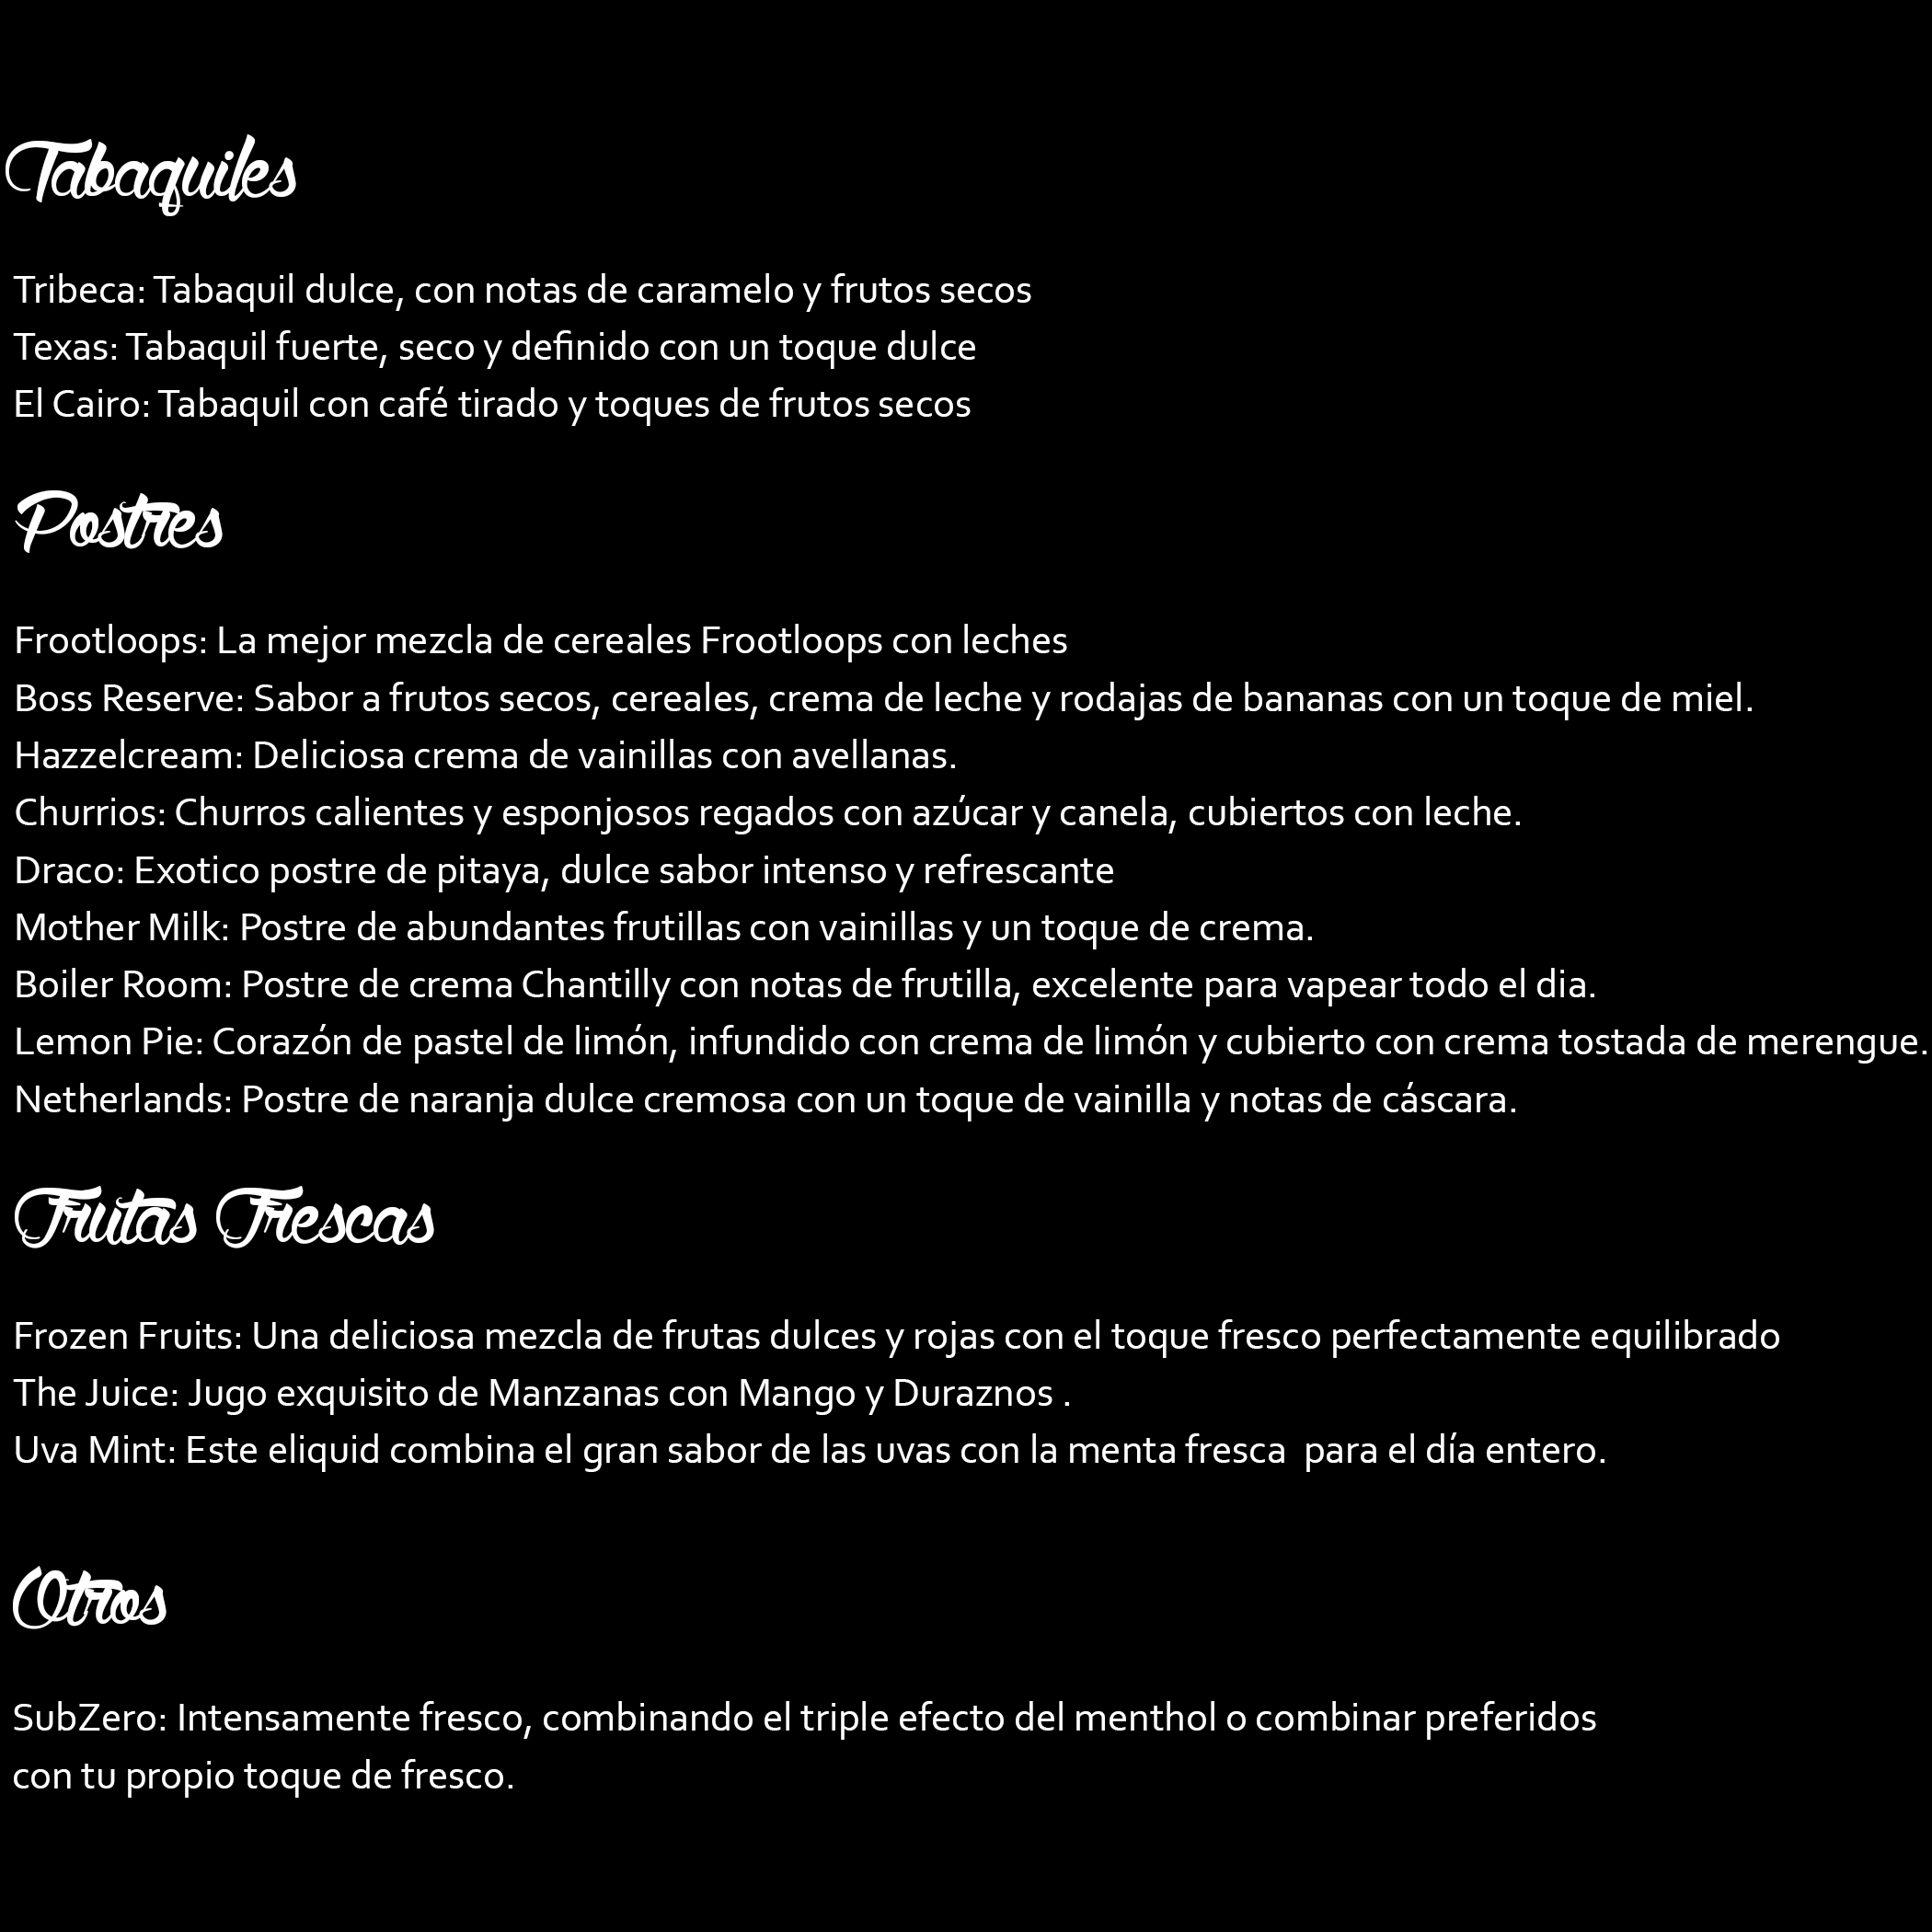 Tabaquiles
Tribeca: Tabaquil dulce, con notas de caramelo y frutos secos
Texas: Tabaquil fuerte, seco y definido con un toque dulce
El Cairo: Tabaquil con café tirado y toques de frutos secos
Postres
Frootloops: La mejor mezcla de cereales Frootloops con leches
Boss Reserve: Sabor a frutos secos, cereales, crema de leche y rodajas de bananas con un toque de miel.
Hazzelcream: Deliciosa crema de vainillas con avellanas.
Churrios: Churros calientes y esponjosos regados con azúcar y canela, cubiertos con leche.
Draco: Exotico postre de pitaya, dulce sabor intenso y refrescante
Mother Milk: Postre de abundantes frutillas con vainillas y un toque de crema.
Boiler Room: Postre de crema Chantilly con notas de frutilla, excelente para vapear todo el dia.
Lemon Pie: Corazón de pastel de limón, infundido con crema de limón y cubierto con crema tostada de merengue.
Netherlands: Postre de naranja dulce cremosa con un toque de vainilla y notas de cáscara.
Frutas Frescas
Frozen Fruits: Una deliciosa mezcla de frutas dulces y rojas con el toque fresco perfectamente equilibrado
The Juice: Jugo exquisito de Manzanas con Mango y Duraznos .
Uva Mint: Este eliquid combina el gran sabor de las uvas con la menta fresca  para el día entero.
Otros
SubZero: Intensamente fresco, combinando el triple efecto del menthol o combinar preferidos
con tu propio toque de fresco.